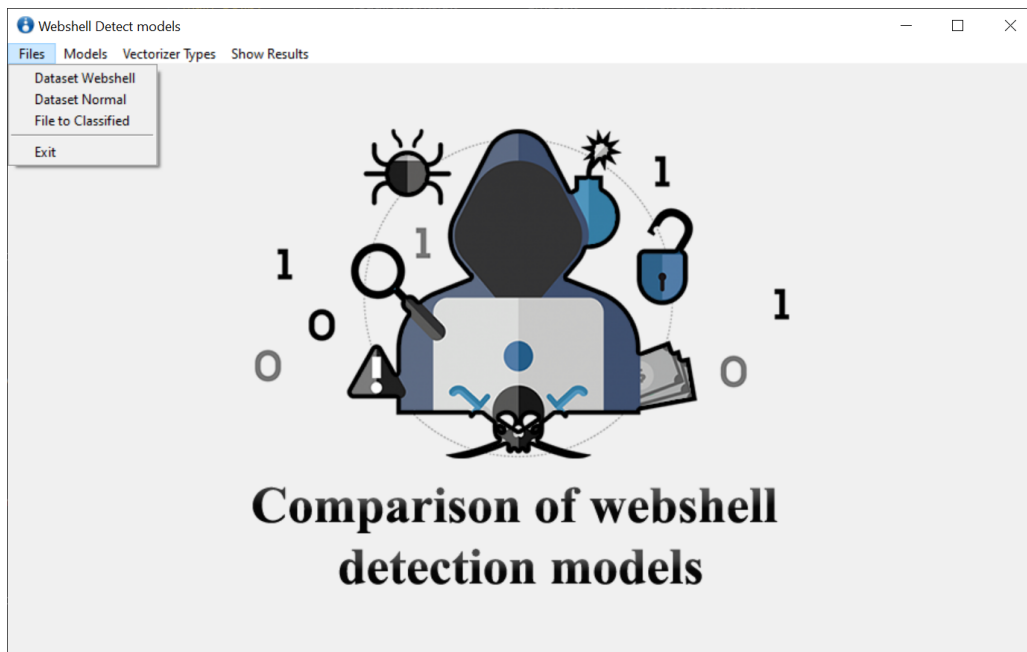 Webshell Detect models
Files Models Vectorizer Types Show Results
Dataset Webshell
Dataset Normal
File to Classified
Exit
1
1
1
1
0
0
0
Comparison of webshell
detection models